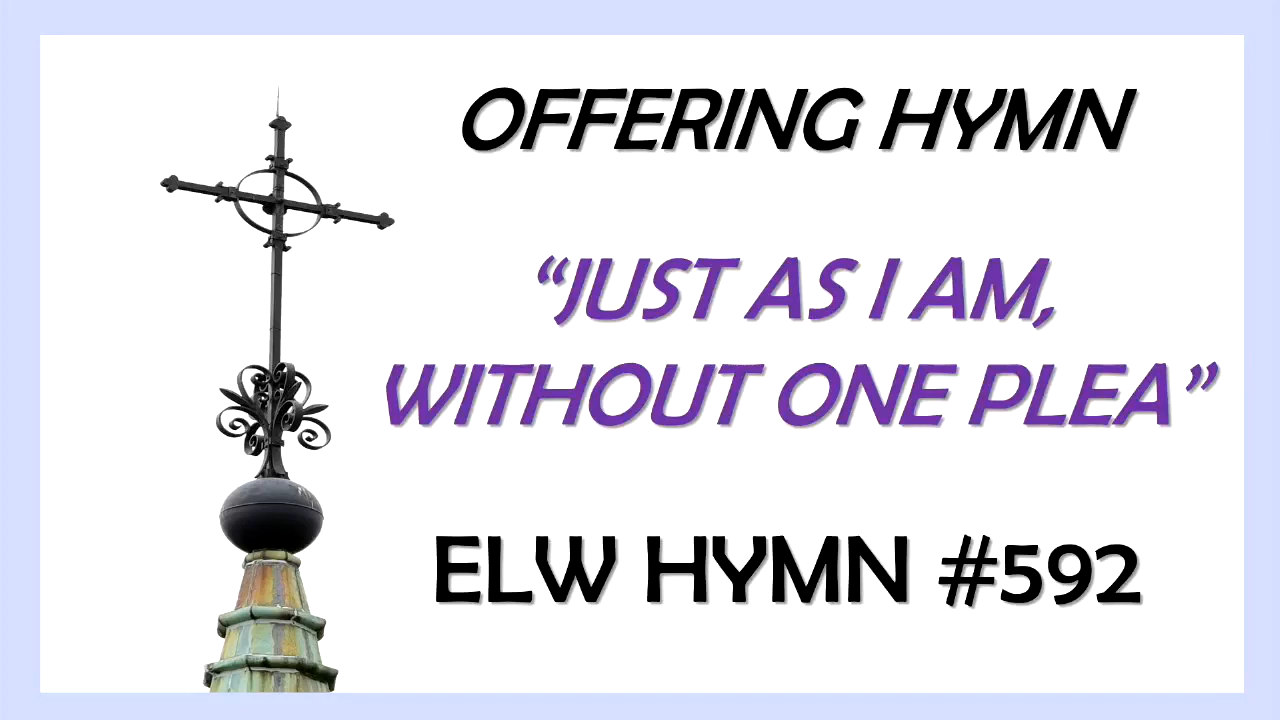 OFFERING HYMN
“JUST AS I AM,
WITHOUT ONE PLEA”
ELW HYMN #592